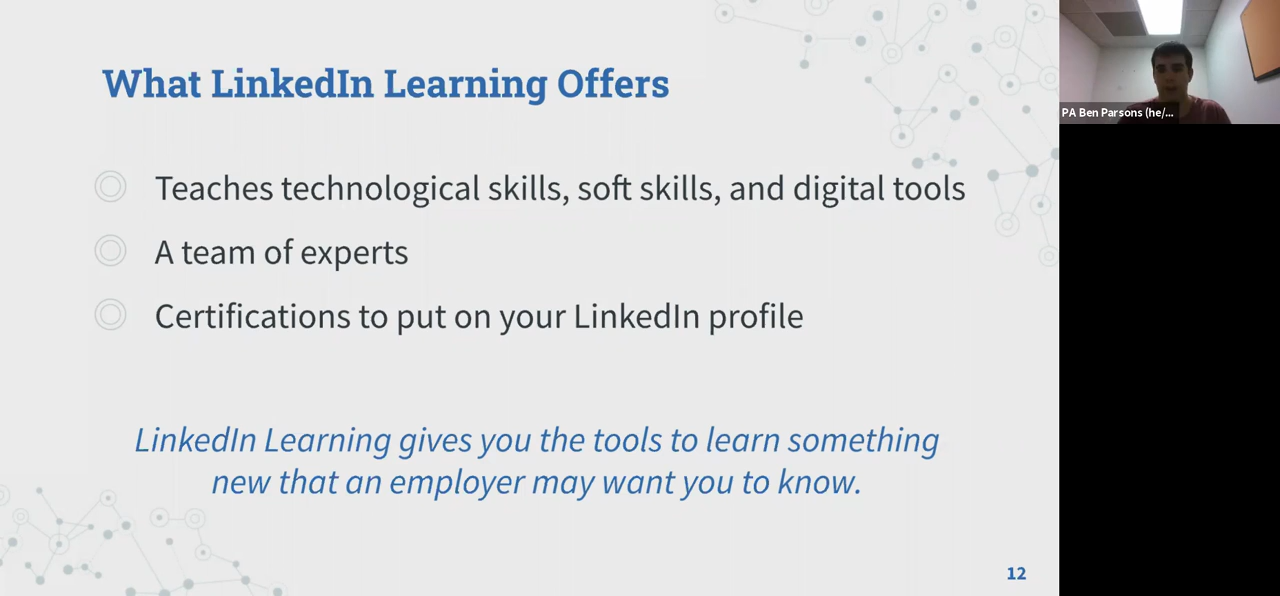 What LinkedIn Learning Offers
Teaches technological skills, soft skills, and digital tools
A team of experts
Certifications to put on your LinkedIn profile
LinkedIn Learning gives you the tools to learn something
new that an employer may want you to know.
12
PA Ben Parsons (he/...